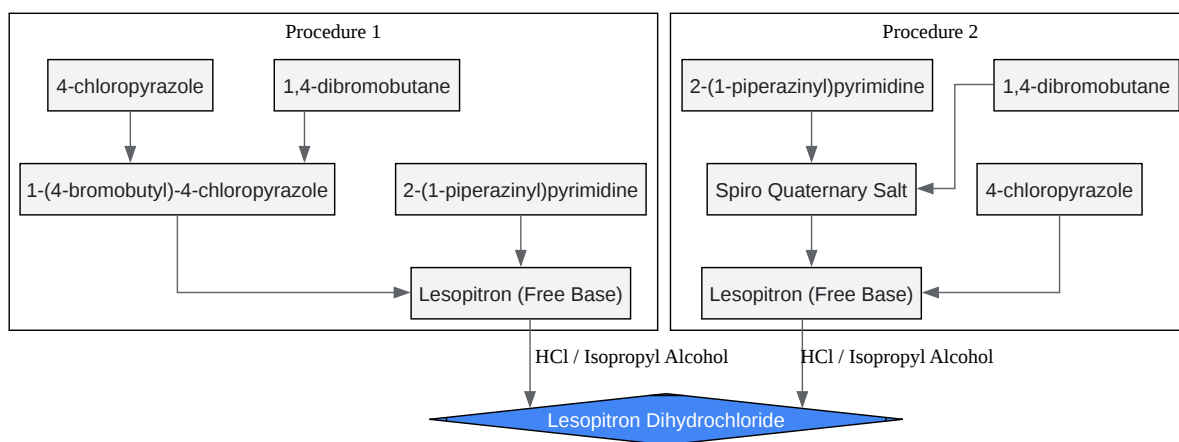 Procedure 1
4-chloropyrazole
1,4-dibromobutane
1-(4-bromobutyl)-4-chloropyrazole
2-(1-piperazinyl)pyrimidine
Lesopitron (Free Base)
Procedure 2
2-(1-piperazinyl)pyrimidine
1,4-dibromobutane
Spiro Quaternary Salt
4-chloropyrazole
Lesopitron (Free Base)
HCl / Isopropyl Alcohol
HCl / Isopropyl Alcohol
Lesopitron Dihydrochloride